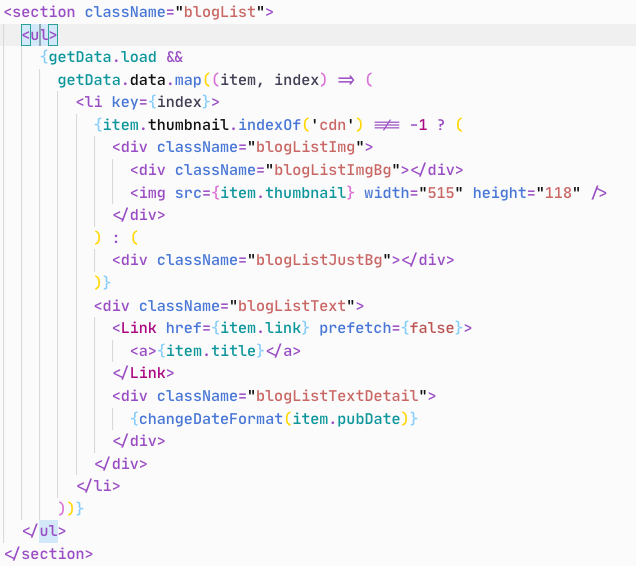 <section className="blogList">
<ul>
{getData.load &&
getData.data.map((item, index) => (
<li key={index}>
{item.thumbnail.indexOf('cdn') !== -1 ? (
<div className="blogListImg">
<div className="blogListImgBg"></div>
<img src={item.thumbnail} width="515" height="118" />
</div>
) : (
<div className="blogListJustBg"></div>
)}
<div className="blogListText">
<Link href={item.link} prefetch={false}>
<a>{item.title}</a>
</Link>
<div className="blogListTextDetail">
{changeDateFormat(item.pubDate)}
</div>
</div>
</li>
))}
</ul>
</section>